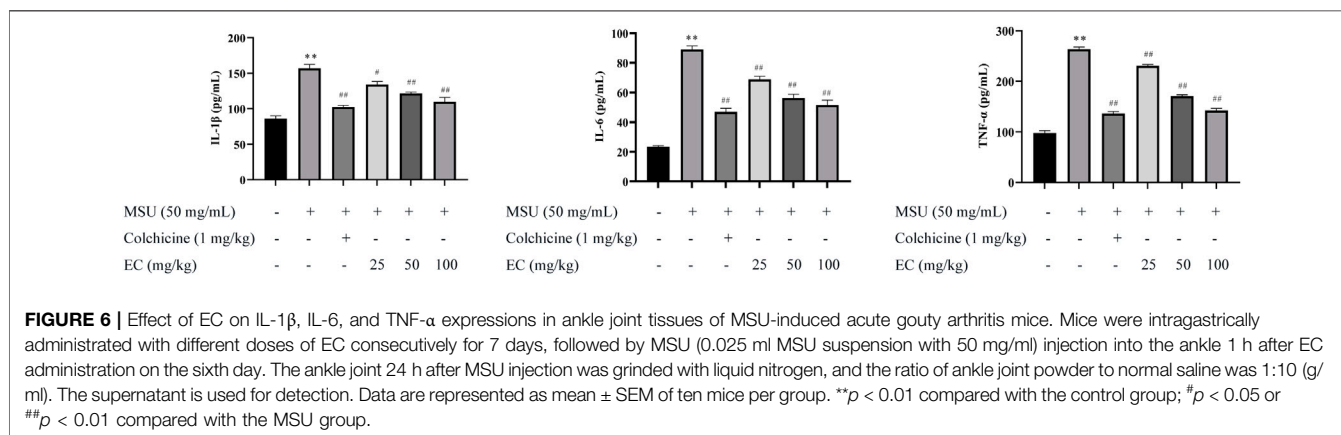 200
150
100
50
0
IL-1β (pg/mL)
**
##
#
##
##
100
80
60
40
20
0
IL-6 (pg/mL)
**
##
##
##
##
300
200
100
0
TNF-α (pg/mL)
**
##
##
##
##
MSU (50 mg/mL) - + + + + +
Colchicine (1 mg/kg) - - + - - -
EC (mg/kg) - - - 25 50 100
MSU (50 mg/mL) - + + + + +
Colchicine (1 mg/kg) - - + - - -
EC (mg/kg) - - - 25 50 100
MSU (50 mg/mL) - + + + + +
Colchicine (1 mg/kg) - - + - - -
EC (mg/kg) - - - 25 50 100
FIGURE 6 | Effect of EC on IL-1β, IL-6, and TNF-α expressions in ankle joint tissues of MSU-induced acute gouty arthritis mice. Mice were intragastrically
administrated with different doses of EC consecutively for 7 days, followed by MSU (0.025 ml MSU suspension with 50 mg/ml) injection into the ankle 1 h after EC
administration on the sixth day. The ankle joint 24 h after MSU injection was grinded with liquid nitrogen, and the ratio of ankle joint powder to normal saline was 1:10 (g/
ml). The supernatant is used for detection. Data are represented as mean ± SEM of ten mice per group. **p < 0.01 compared with the control group; #p < 0.05 or
##p < 0.01 compared with the MSU group.